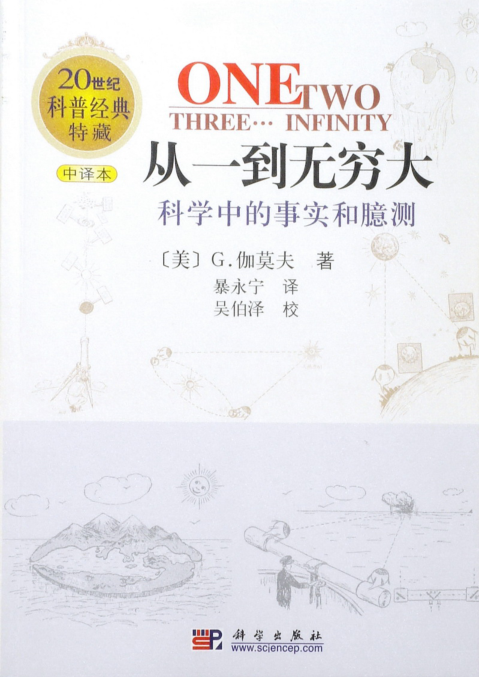 20世纪
科普经典
特藏
中译本
ONE TWO
THREE… INFINITY
从一到无穷大
科学中的事实和臆测
〔美〕G.伽莫夫 著
暴永宁 译
吴伯泽 校
科学出版社
www.sciencep.com